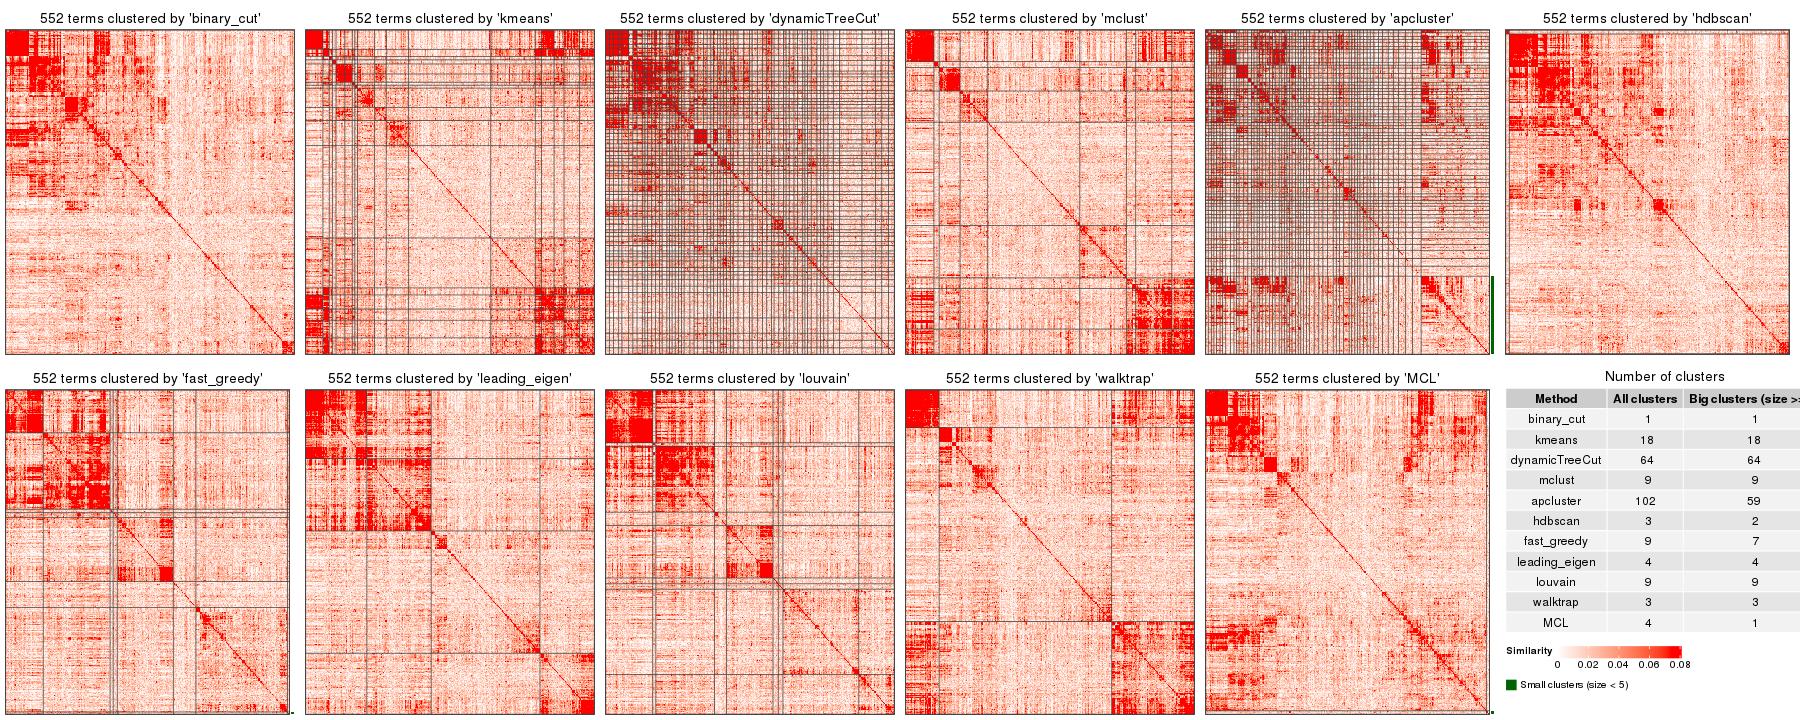 552 terms clustered by 'binary_cut'
552 terms clustered by 'kmeans'
552 terms clustered by 'dynamicTreeCut'
552 terms clustered by 'mclust'
552 terms clustered by 'apcluster'
552 terms clustered by 'hdbscan'
552 terms clustered by 'fast_greedy'
552 terms clustered by 'leading_eigen'
552 terms clustered by 'louvain'
552 terms clustered by 'walktrap'
552 terms clustered by 'MCL'
Number of clusters
Method All clusters Big clusters (size >=
binary_cut 1 1
kmeans 18 18
dynamicTreeCut 64 64
mclust 9 9
apcluster 102 59
hdbscan 3 2
fast_greedy 9 7
leading_eigen 4 4
louvain 9 9
walktrap 3 3
MCL 4 1
Similarity
0 0.02 0.04 0.06 0.08
Small clusters (size < 5)